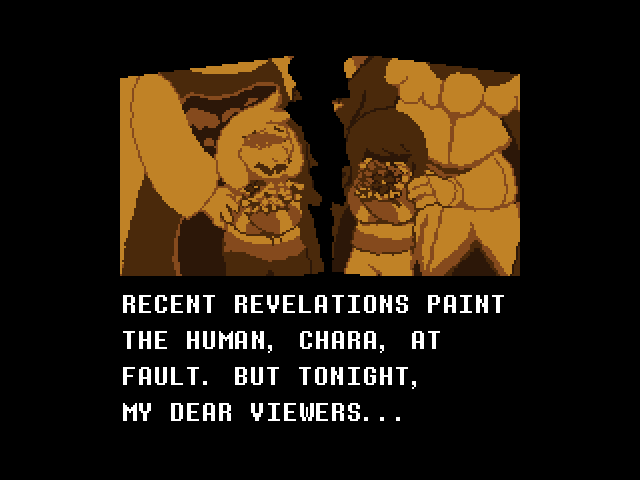 RECENT REVELATIONS PAINT
THE HUMAN, CHARA, AT
FAULT. BUT TONIGHT,
MY DEAR VIEWERS...